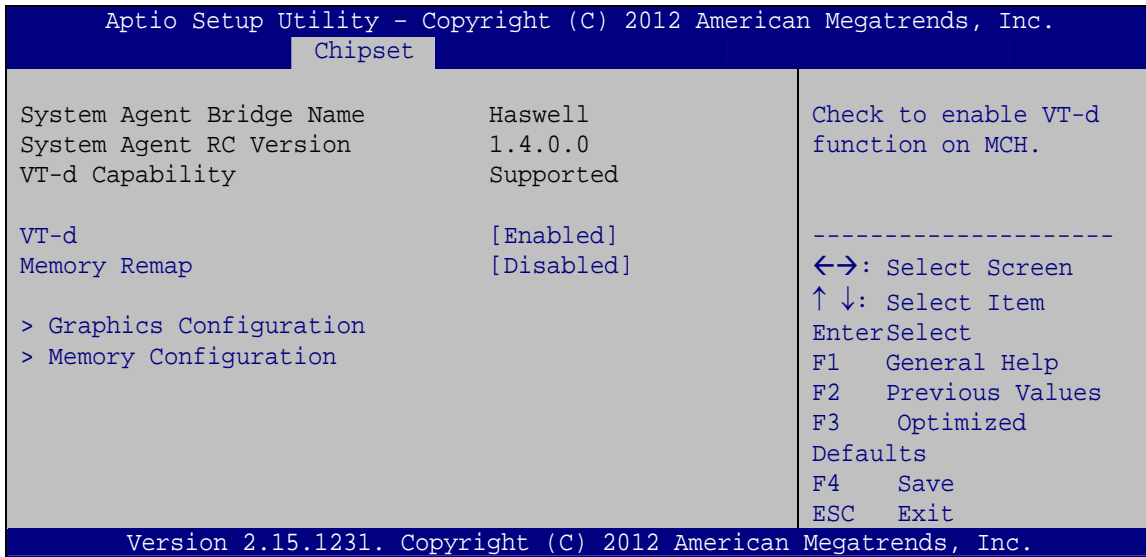 Aptio Setup Utility – Copyright (C) 2012 American Megatrends, Inc.
Chipset
System Agent Bridge Name Haswell
System Agent RC Version 1.4.0.0
VT-d Capability Supported
VT-d [Enabled]
Memory Remap [Disabled]
> Graphics Configuration
> Memory Configuration
Check to enable VT-d
function on MCH.
---------------------
←→: Select Screen
↑ ↓: Select Item
EnterSelect
F1 General Help
F2 Previous Values
F3 Optimized
Defaults
F4 Save
ESC Exit
Version 2.15.1231. Copyright (C) 2012 American Megatrends, Inc.